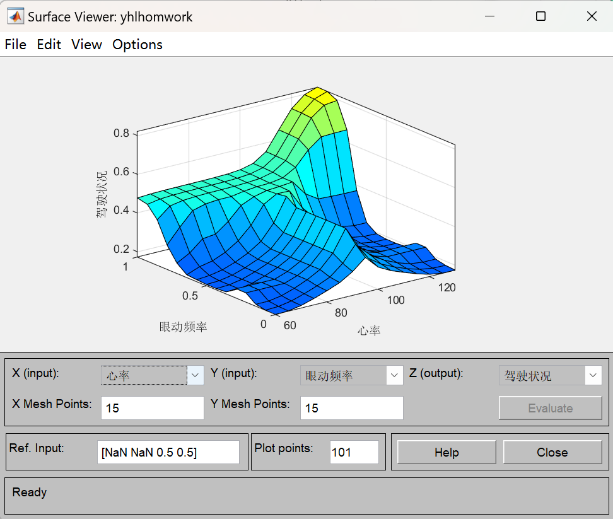 Surface Viewer: yhlhomwork
File Edit View Options
0.8
0.6
0.4
0.2
驾驶状况
1
0.5
0
眼动频率
60
80
100
120
心率
X (input): 心率 Y (input): 眼动频率 Z (output): 驾驶状况
X Mesh Points: 15 Y Mesh Points: 15 Evaluate
Ref. Input: [NaN NaN 0.5 0.5] Plot points: 101 Help Close
Ready